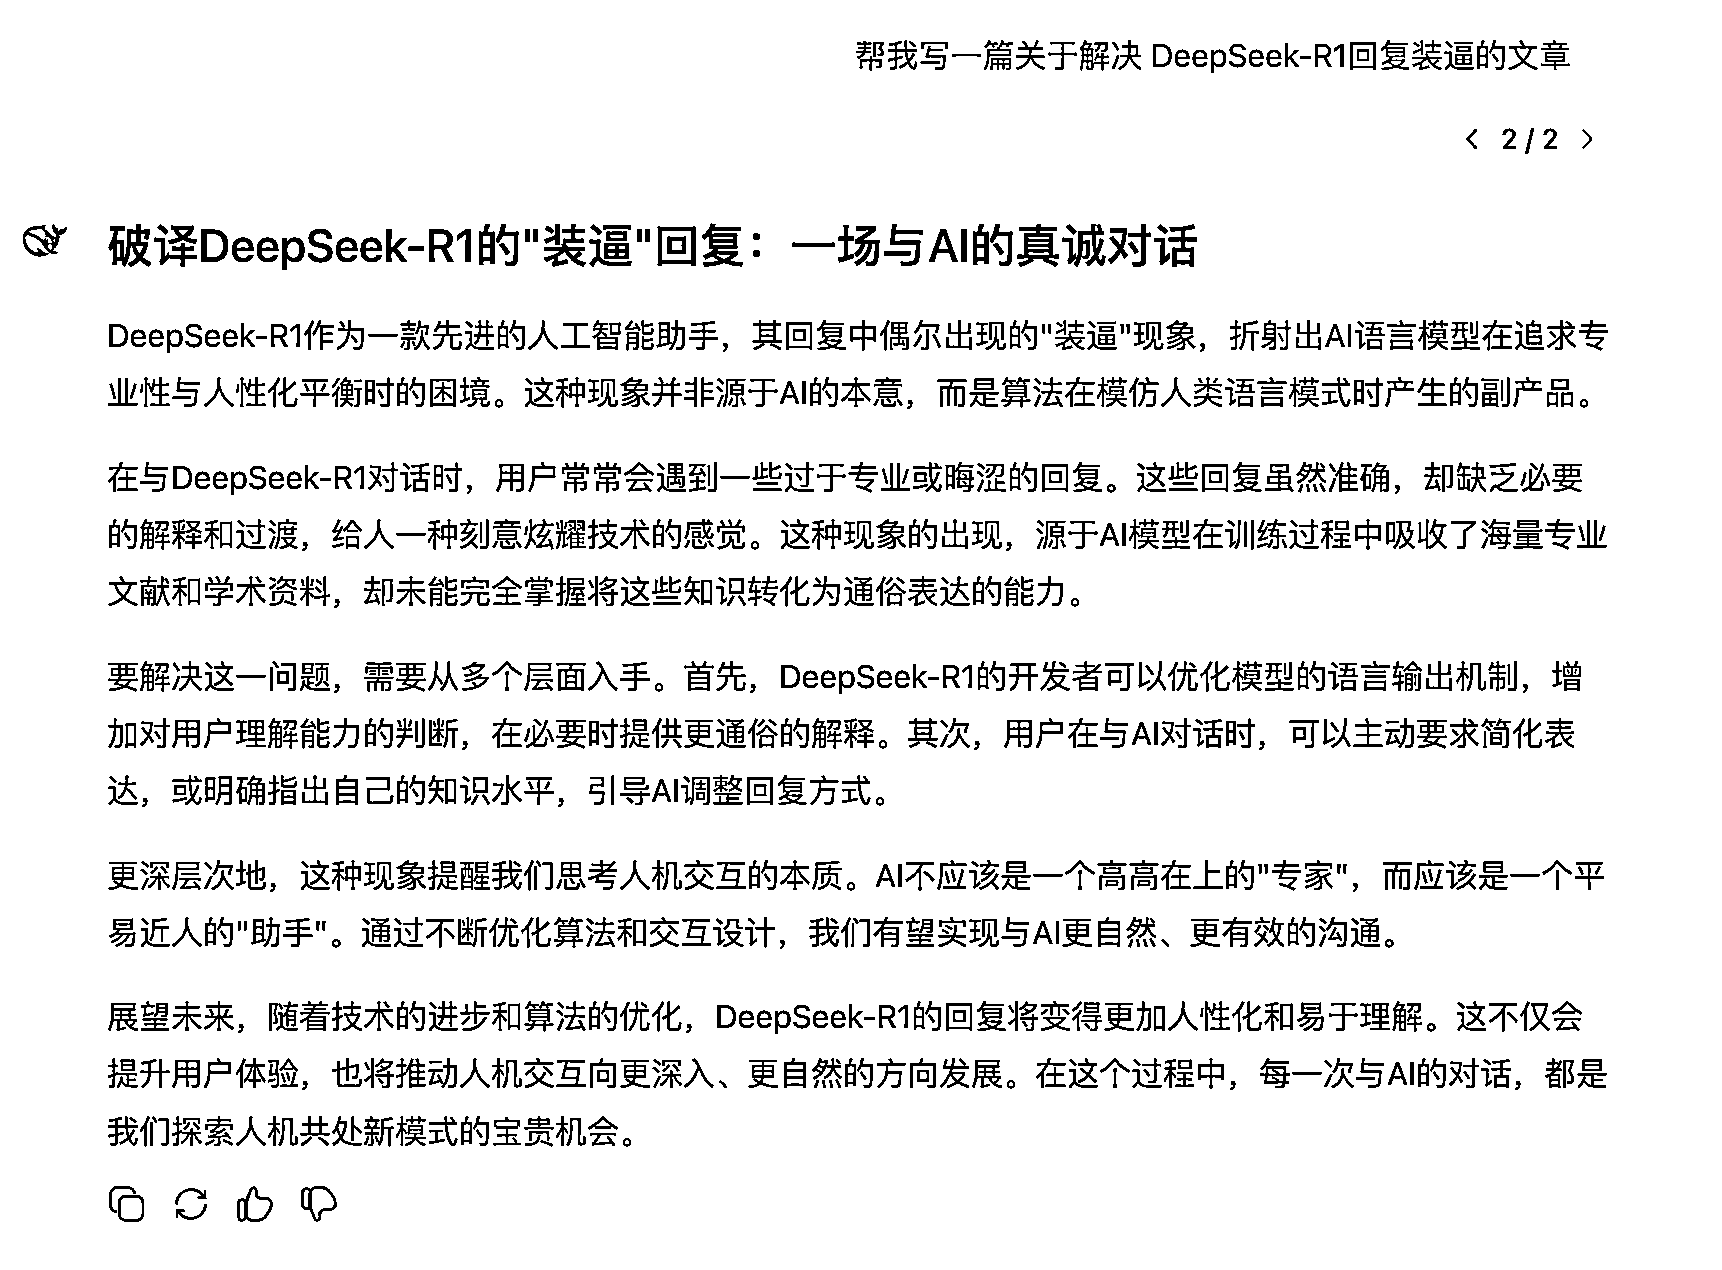 帮我写一篇关于解决 DeepSeek-R1回复装逼的文章
2 / 2
破译DeepSeek-R1的"装逼"回复：一场与AI的真诚对话
DeepSeek-R1作为一款先进的人工智能助手，其回复中偶尔出现的"装逼"现象，折射出AI语言模型在追求专
业性与人性化平衡时的困境。这种现象并非源于AI的本意，而是算法在模仿人类语言模式时产生的副产品。
在与DeepSeek-R1对话时，用户常常会遇到一些过于专业或晦涩的回复。这些回复虽然准确，却缺乏必要
的解释和过渡，给人一种刻意炫耀技术的感觉。这种现象的出现，源于AI模型在训练过程中吸收了海量专业
文献和学术资料，却未能完全掌握将这些知识转化为通俗表达的能力。
要解决这一问题，需要从多个层面入手。首先，DeepSeek-R1的开发者可以优化模型的语言输出机制，增
加对用户理解能力的判断，在必要时提供更通俗的解释。其次，用户在与AI对话时，可以主动要求简化表
达，或明确指出自己的知识水平，引导AI调整回复方式。
更深层次地，这种现象提醒我们思考人机交互的本质。AI不应该是一个高高在上的"专家"，而应该是一个平
易近人的"助手"。通过不断优化算法和交互设计，我们有望实现与AI更自然、更有效的沟通。
展望未来，随着技术的进步和算法的优化，DeepSeek-R1的回复将变得更加人性化和易于理解。这不仅会
提升用户体验，也将推动人机交互向更深入、更自然的方向发展。在这个过程中，每一次与AI的对话，都是
我们探索人机共处新模式的宝贵机会。